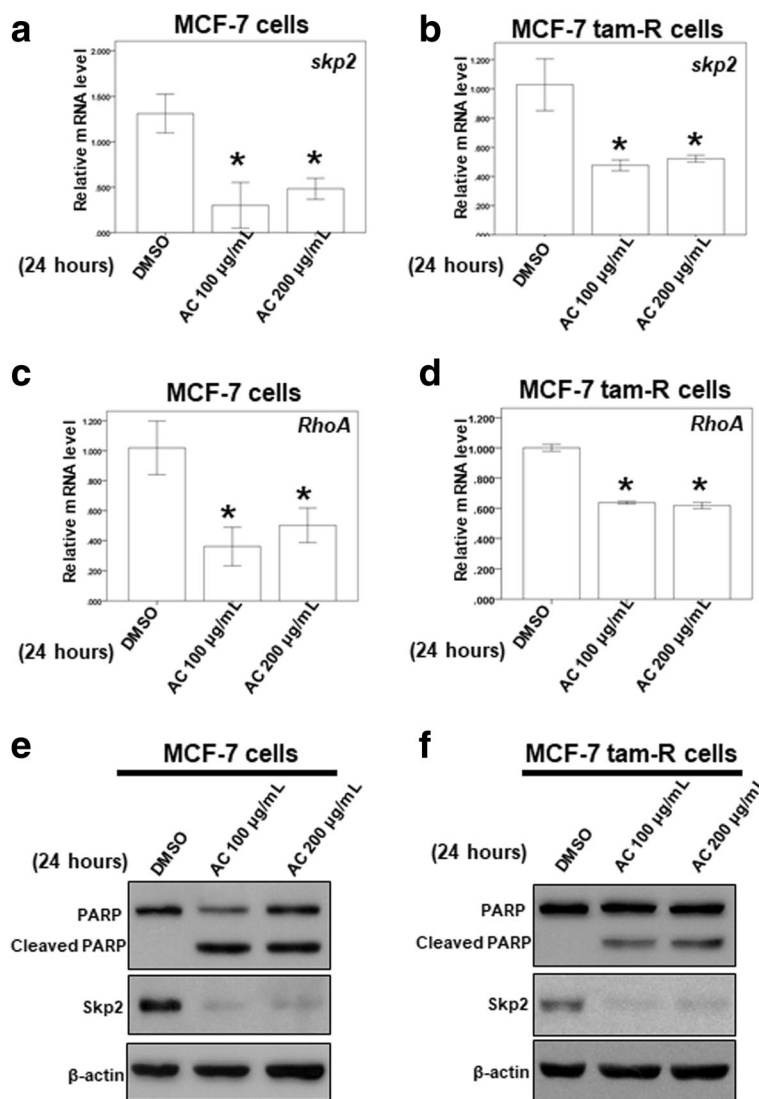 a
MCF-7 cells
skp2
Relative mRNA level
2.000
1.500
1.000
.500
.000
*
*
(24 hours)
DMSO
AC 100 µg/mL
AC 200 µg/mL
b
MCF-7 tam-R cells
skp2
Relative mRNA level
1.200
1.000
.800
.600
.400
.200
.000
*
*
(24 hours)
DMSO
AC 100 µg/mL
AC 200 µg/mL
c
MCF-7 cells
RhoA
Relative mRNA level
1.200
1.000
.800
.600
.400
.200
.000
*
*
(24 hours)
DMSO
AC 100 µg/mL
AC 200 µg/mL
d
MCF-7 tam-R cells
RhoA
Relative mRNA level
1.200
1.000
.800
.600
.400
.200
.000
*
*
(24 hours)
DMSO
AC 100 µg/mL
AC 200 µg/mL
e
MCF-7 cells
(24 hours)
DMSO
AC 100 µg/mL
AC 200 µg/mL
PARP
Cleaved PARP
Skp2
β-actin
f
MCF-7 tam-R cells
(24 hours)
DMSO
AC 100 µg/mL
AC 200 µg/mL
PARP
Cleaved PARP
Skp2
β-actin